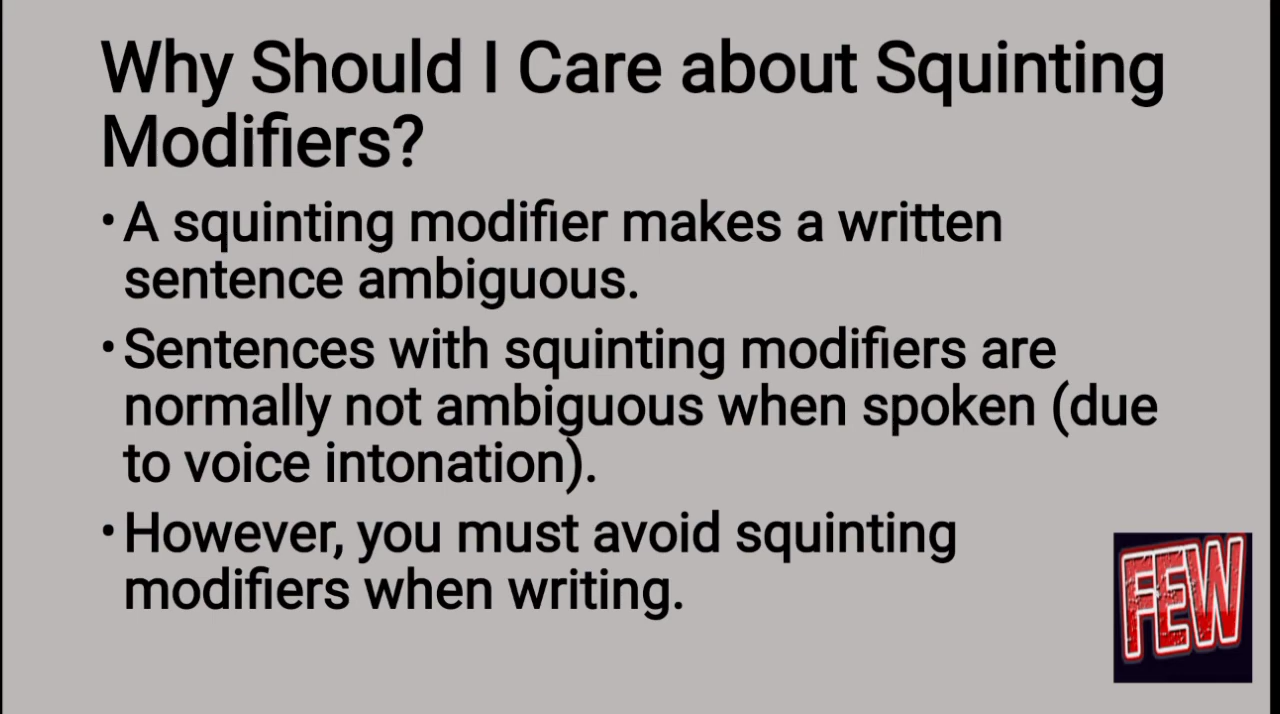 Why Should I Care about Squinting
Modifiers?
• A squinting modifier makes a written
sentence ambiguous.
• Sentences with squinting modifiers are
normally not ambiguous when spoken (due
to voice intonation).
• However, you must avoid squinting
modifiers when writing.
FEW